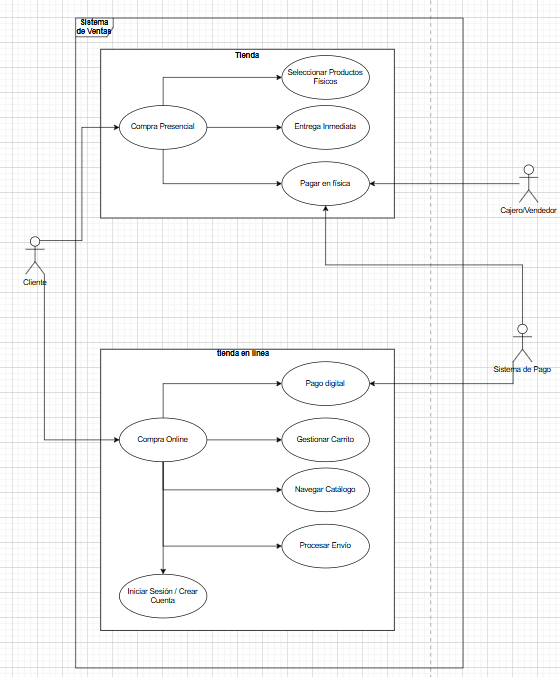 Sistema
de Ventas
Tienda
Seleccionar Productos
Físicos
Compra Presencial
Entrega Inmediata
Pagar en física
Cajero/Vendedor
Cliente
Sistema de Pago
tienda en linea
Pago digital
Compra Online
Gestionar Carrito
Navegar Catálogo
Procesar Envío
Iniciar Sesión / Crear
Cuenta